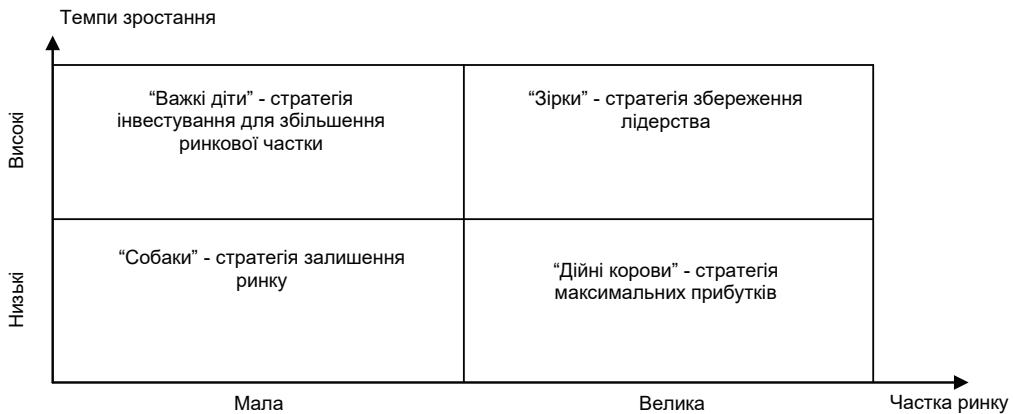 Темпи зростання
Високі
“Важкі діти” - стратегія
інвестування для збільшення
ринкової частки
“Зірки” - стратегія збереження
лідерства
Низькі
“Собаки” - стратегія залишення
ринку
“Дійні корови” - стратегія
максимальних прибутків
Мала
Велика
Частка ринку